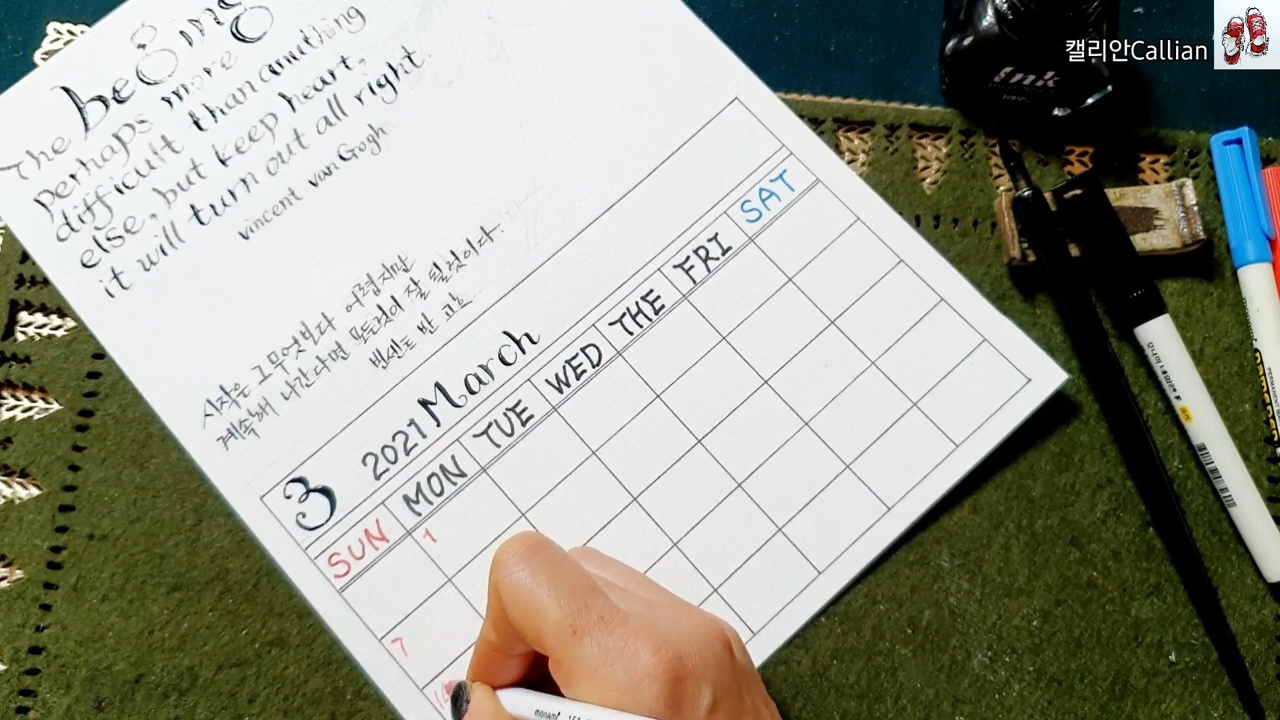 The being
perhaps more
difficult than anything
else, but keep heart,
it will turn out all right.
vincent van Gogh
시작은 그 무엇보다 어렵지만
계속해 나간다면 모든것이 잘 될것이다.
빈센트 반 고흐
3 2021 March
SUN MON TUE WED THE FRI SAT
1
7
캘리안Callian
Ink
monami